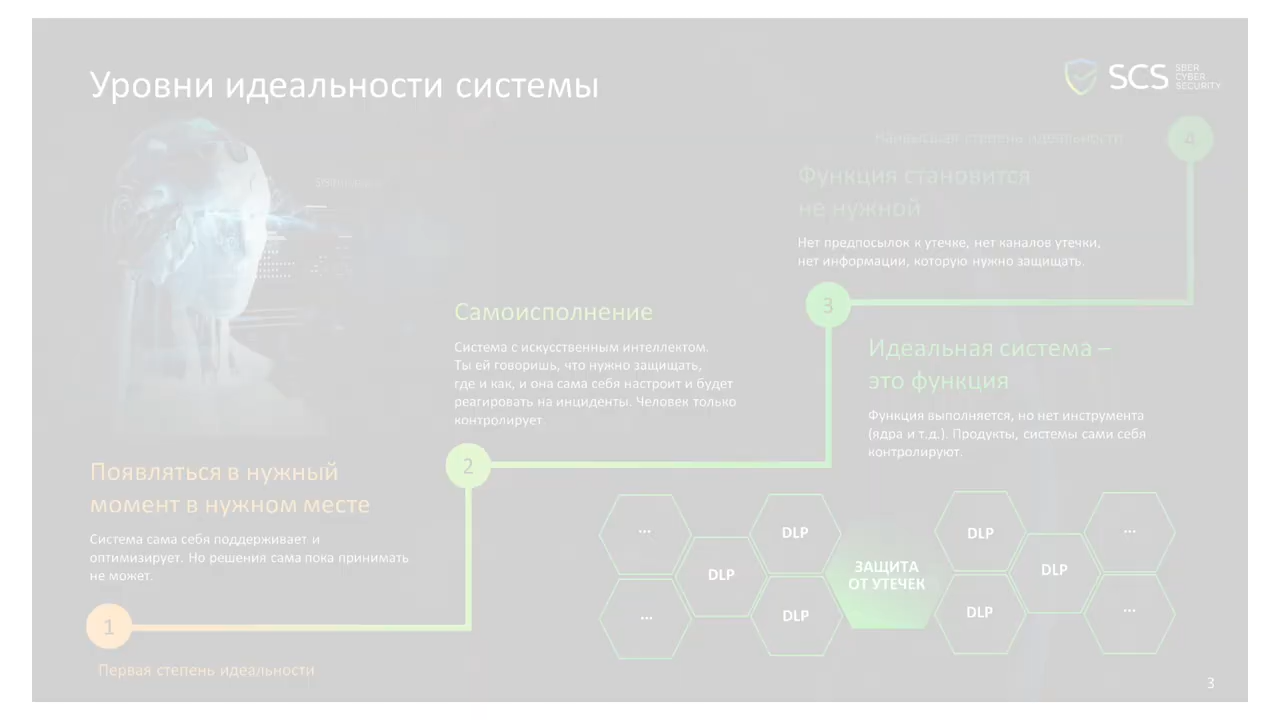 Уровни идеальности системы
SCS
SBER
CYBER
SECURITY
Наивысшая степень идеальности
4
Функция становится
не нужной
Нет предпосылок к утечке, нет каналов утечки,
нет информации, которую нужно защищать.
3
Самоисполнение
Система с искусственным интеллектом.
Ты ей говоришь, что нужно защищать,
где и как, и она сама себя настроит и будет
реагировать на инциденты. Человек только
контролирует.
Идеальная система –
это функция
Функция выполняется, но нет инструмента
(ядра и т.д.). Продукты, системы сами себя
контролируют.
2
Появляться в нужный
момент в нужном месте
Система сама себя поддерживает и
оптимизирует. Но решения сама пока принимать
не может.
1
Первая степень идеальности
...
DLP
DLP
...
DLP
DLP
...
DLP
DLP
...
ЗАЩИТА
ОТ УТЕЧЕК
3